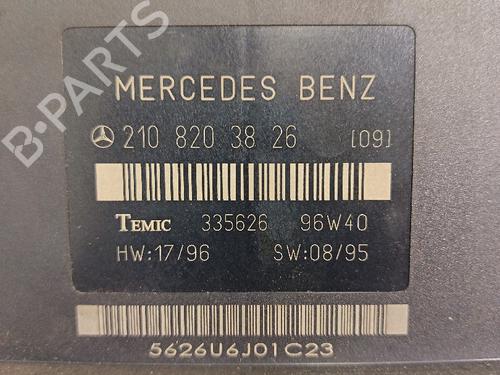 B-PARTS
MERCEDES BENZ
210 820 38 26 [09]
TEMIC 335626 96W40
HW:17/96 SW:08/95
5626U6J01C23